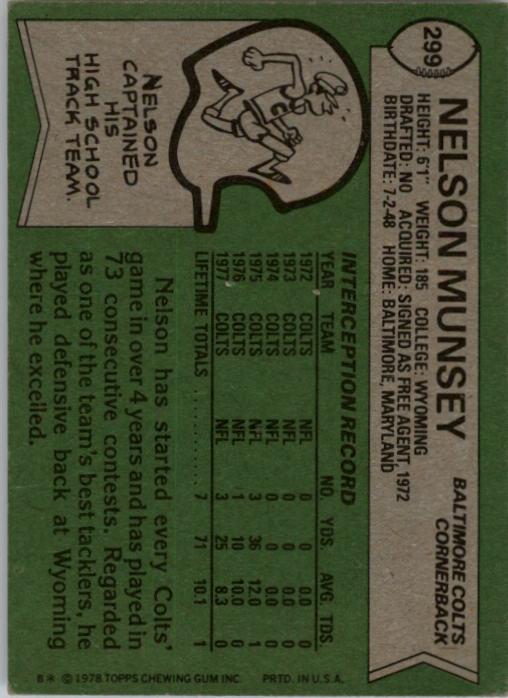 299
NELSON MUNSEY
BALTIMORE COLTS
CORNERBACK
HEIGHT: 6'1" WEIGHT: 185 COLLEGE: WYOMING
DRAFTED: NO ACQUIRED: SIGNED AS FREE AGENT, 1972
BIRTHDATE: 7-2-48 HOME: BALTIMORE, MARYLAND
C
NELSON
CAPTAINED
HIS
HIGH SCHOOL
TRACK TEAM.
INTERCEPTION RECORD
YEAR TEAM NO. YDS. AVG. TDS.
1972 COLTS NFL 0 0 0.0 0
1973 COLTS NFL 0 0 0.0 0
1974 COLTS NFL 0 0 0.0 0
1975 COLTS NFL 3 36 12.0 1
1976 COLTS NFL 1 10 10.0 0
1977 COLTS NFL 3 25 8.3 0
LIFETIME TOTALS .......... 7 71 10.1 1
Nelson has started every Colts'
game in over 4 years and has played in
73 consecutive contests. Regarded
as one of the team's best tacklers, he
played defensive back at Wyoming
where he excelled.
B* © 1978 TOPPS CHEWING GUM INC. PRTD. IN U.S.A.